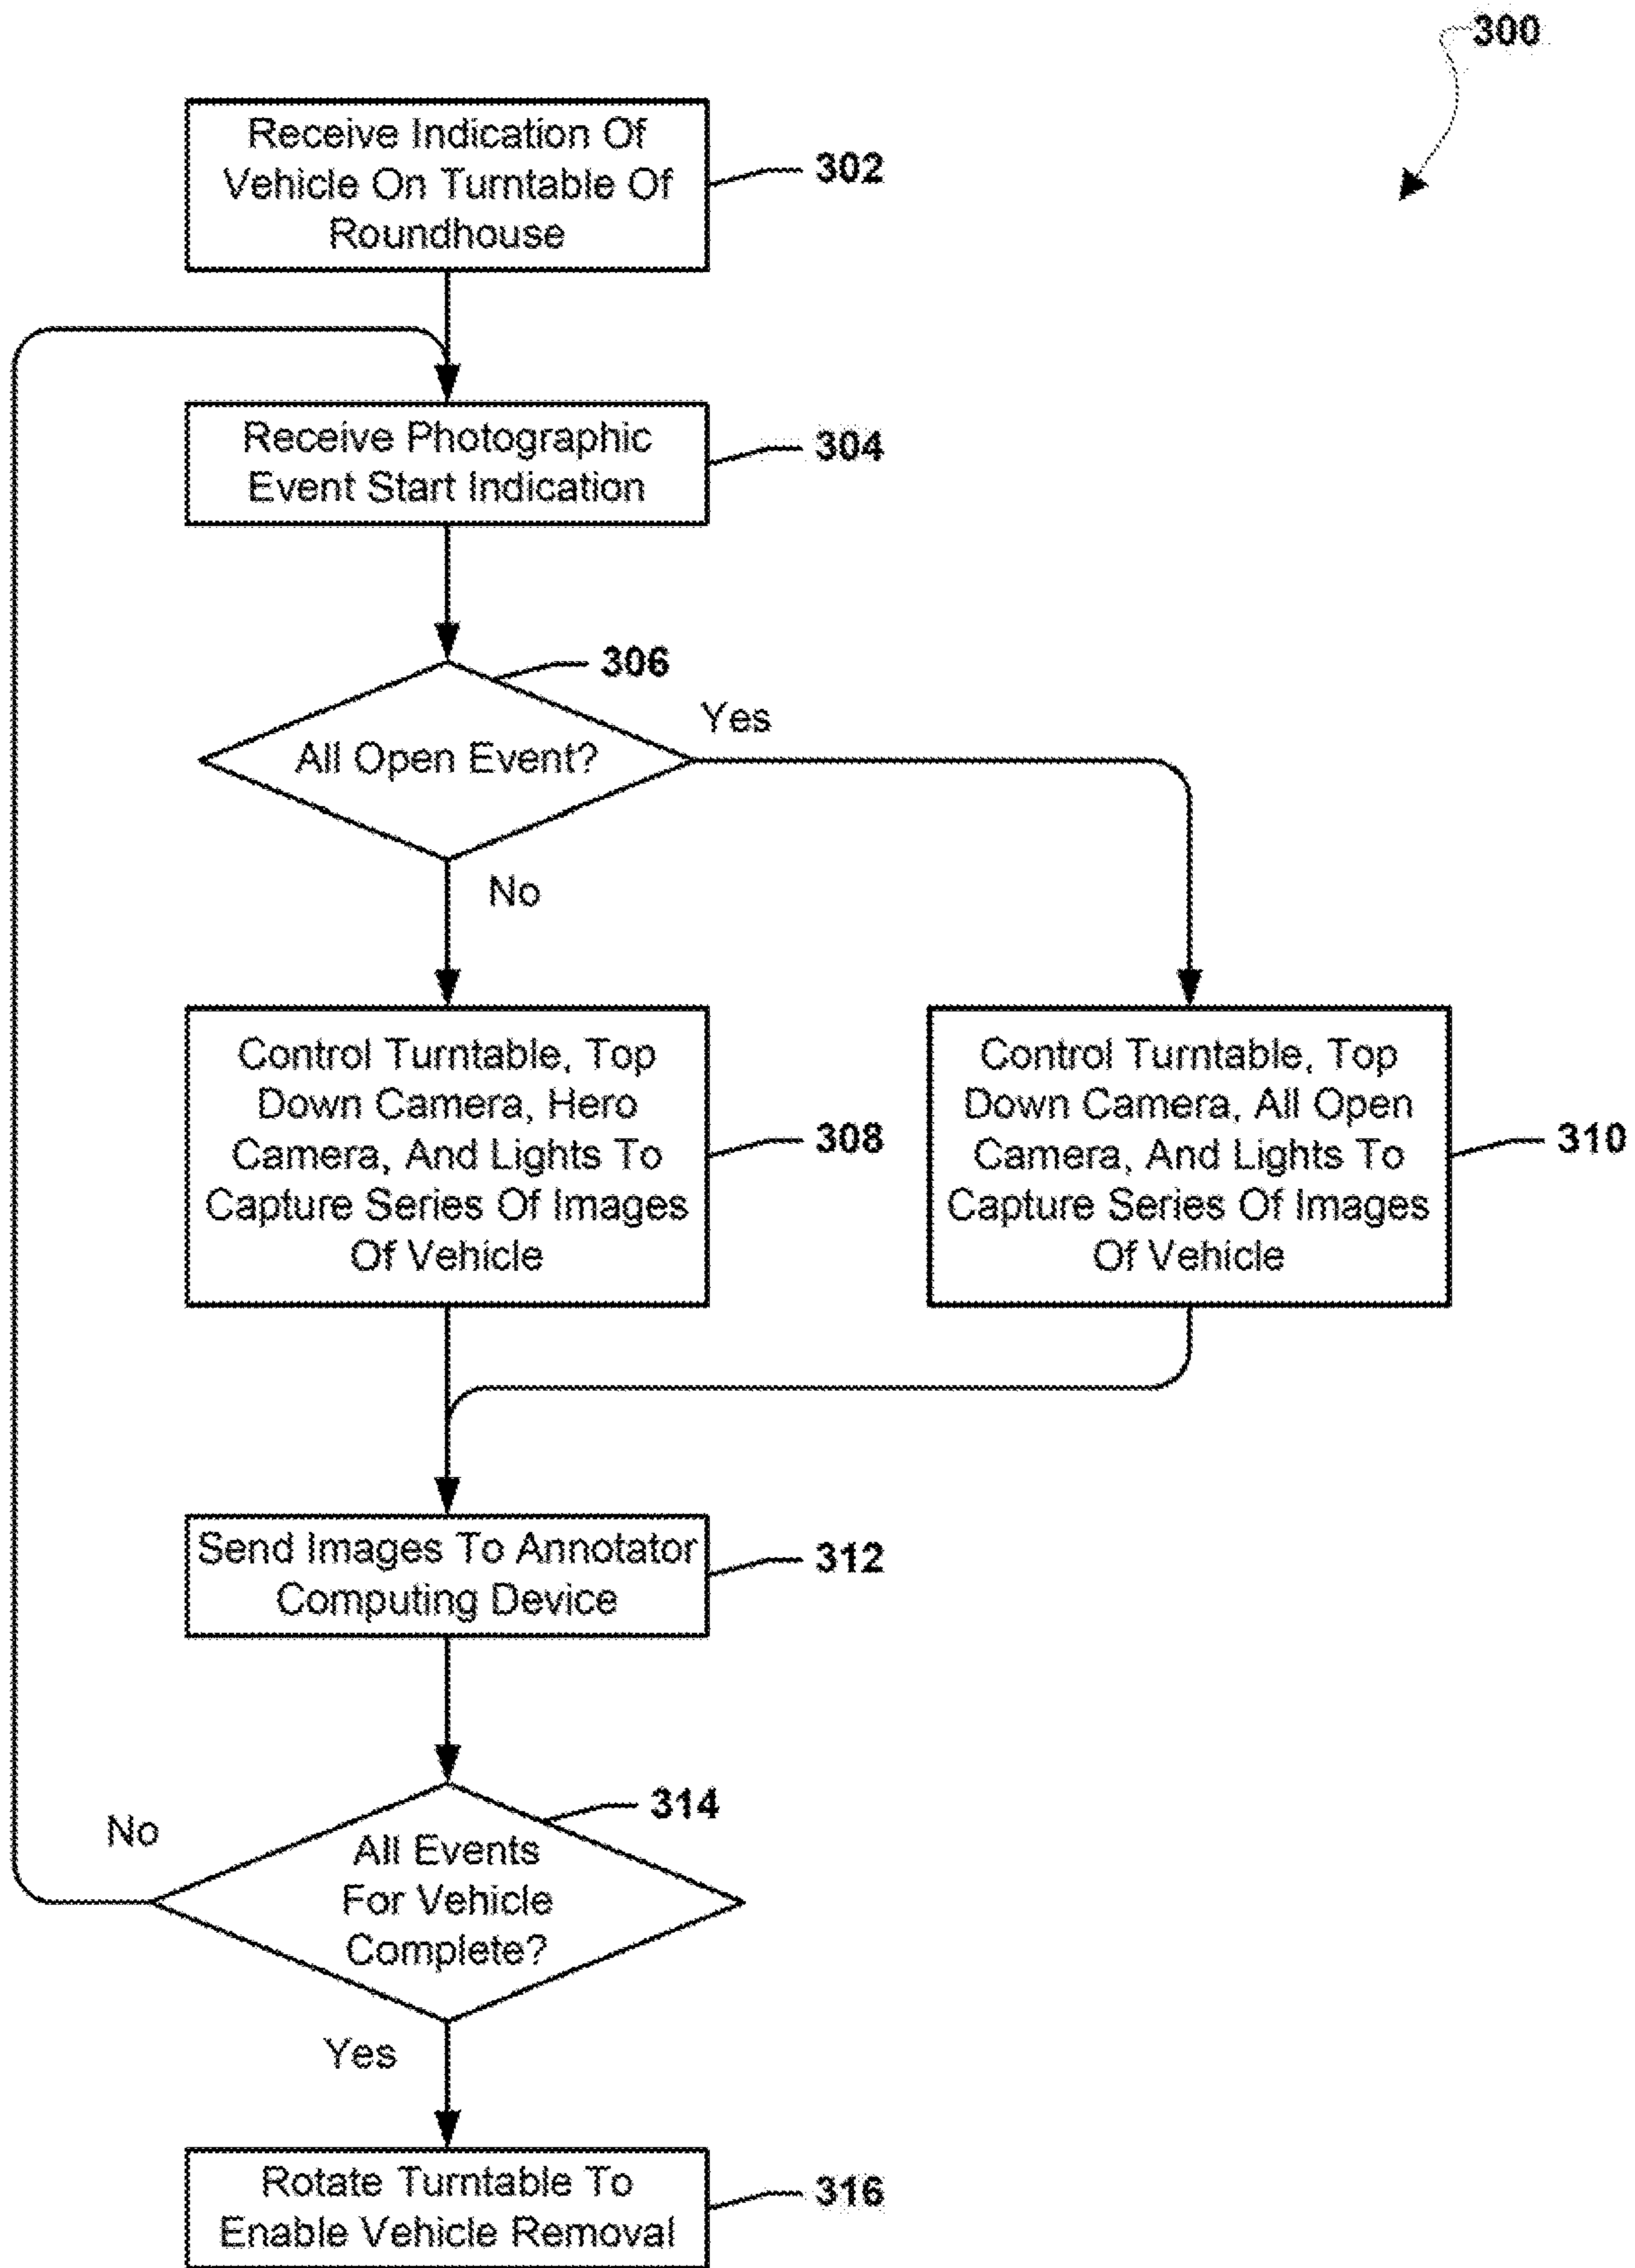 300
Receive Indication Of
Vehicle On Turntable Of
Roundhouse
302
Receive Photographic
Event Start Indication
304
306
All Open Event?
Yes
No
Control Turntable, Top
Down Camera, Hero
Camera, And Lights To
Capture Series Of Images
Of Vehicle
308
Control Turntable, Top
Down Camera, All Open
Camera, And Lights To
Capture Series Of Images
Of Vehicle
310
Send Images To Annotator
Computing Device
312
314
All Events
For Vehicle
Complete?
No
Yes
Rotate Turntable To
Enable Vehicle Removal
316